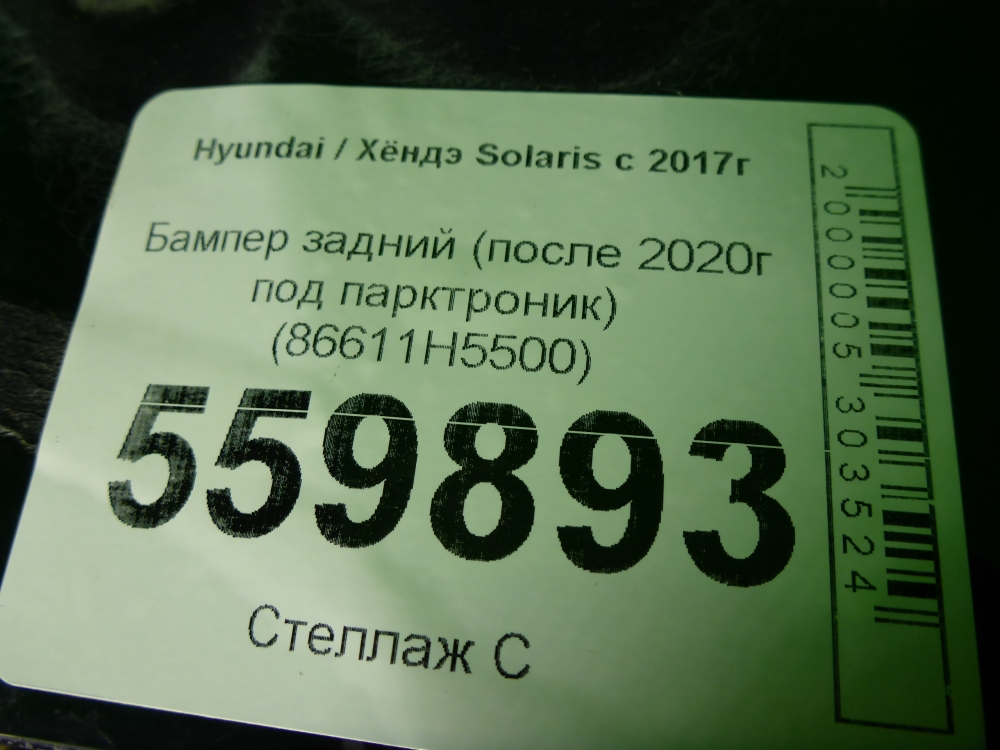 Hyundai / Хёндэ Solaris с 2017г
Бампер задний (после 2020г
под парктроник)
(86611H5500)
559893
Стеллаж С
2000005303524